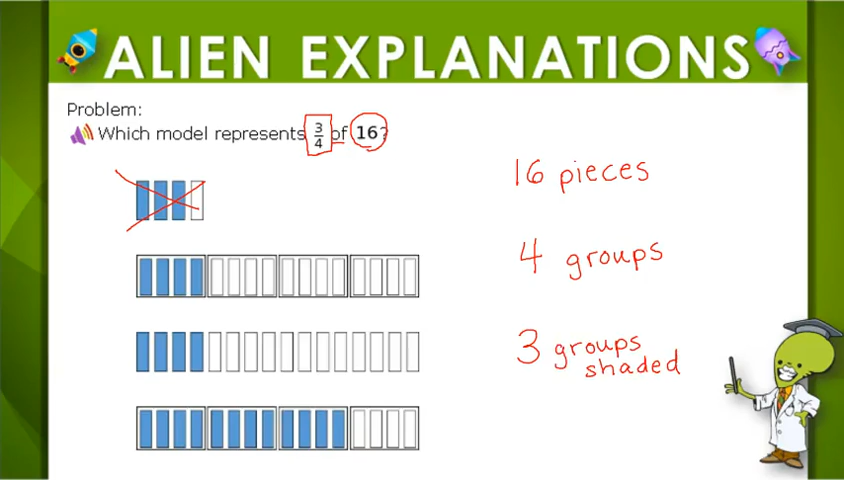 ALIEN EXPLANATIONS
Problem:
Which model represents 3/4 of 16?
16 pieces
4 groups
3 groups
shaded